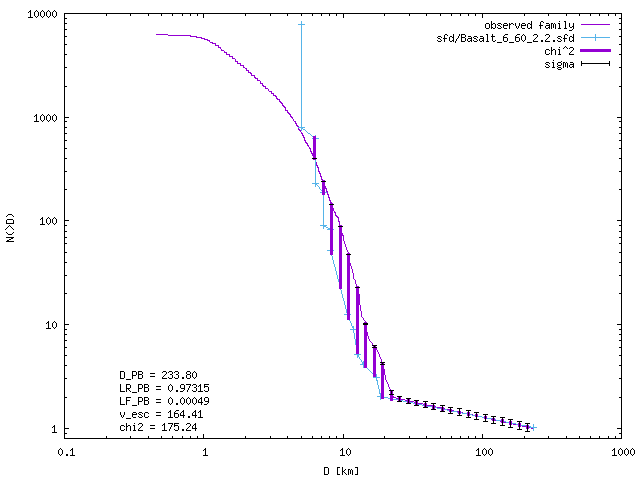 10000
observed family
sfd/Basalt_6_60_2.2.sfd
chi^2
sigma
1000
100
N(>D)
10
D_PB = 233.80
LR_PB = 0.97315
LF_PB = 0.00049
v_esc = 164.41
chi2 = 175.24
1
0.1 1 10 100 1000
D [km]